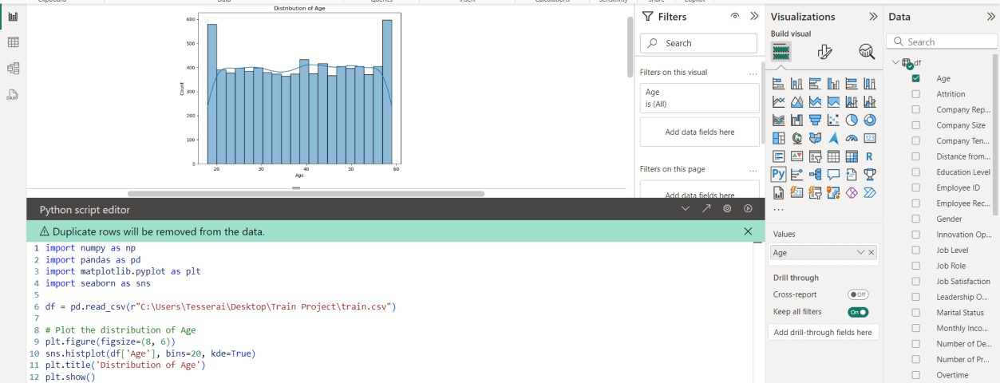 Clipboard
Data
Queries
Insert
Calculations
Sensitivity
Share
Copilot
Distribution of Age
600
500
400
300
200
100
0
Count
20
30
40
50
60
Age
Filters
Search
Filters on this visual
...
Age
is (All)
Add data fields here
Filters on this page
...
Add data fields here
Visualizations
Build visual
123
R
Py
...
Values
Age
Drill through
Cross-report
Off
Keep all filters
On
Add drill-through fields here
Data
Search
df
Age
Attrition
Company Rep...
Company Size
Company Ten...
Distance from...
Education Level
Employee ID
Employee Rec...
Gender
Innovation Op...
Job Level
Job Role
Job Satisfaction
Leadership O...
Marital Status
Monthly Inco...
Number of De...
Number of Pr...
Overtime
Python script editor
Duplicate rows will be removed from the data.
1 import numpy as np
2 import pandas as pd
3 import matplotlib.pyplot as plt
4 import seaborn as sns
5
6 df = pd.read_csv(r"C:\Users\Tesserai\Desktop\Train Project\train.csv")
7
8 # Plot the distribution of Age
9 plt.figure(figsize=(8, 6))
10 sns.histplot(df['Age'], bins=20, kde=True)
11 plt.title('Distribution of Age')
12 plt.show()